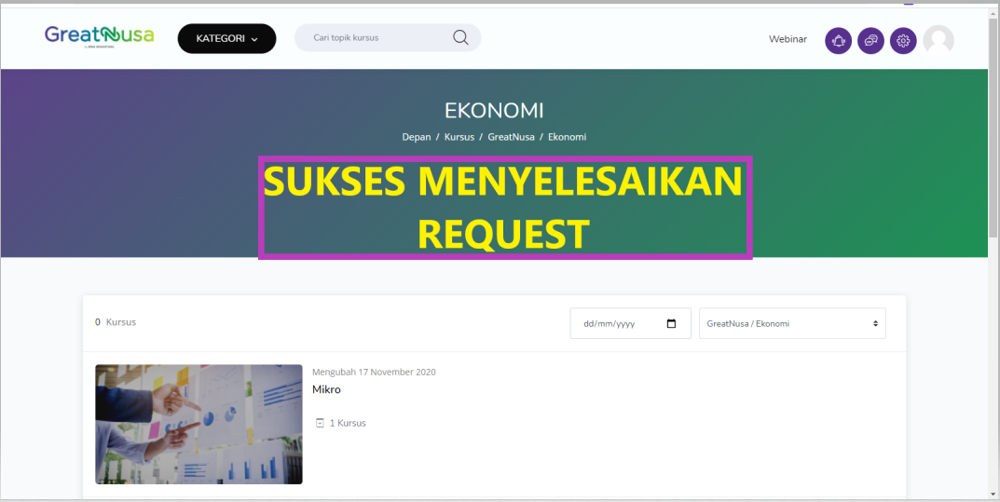 GreatNusa
KATEGORI
Cari topik kursus
Webinar
EKONOMI
Depan / Kursus / GreatNusa / Ekonomi
SUKSES MENYELESAIKAN
REQUEST
0 Kursus
dd/mm/yyyy
GreatNusa / Ekonomi
Mengubah 17 November 2020
Mikro
1 Kursus